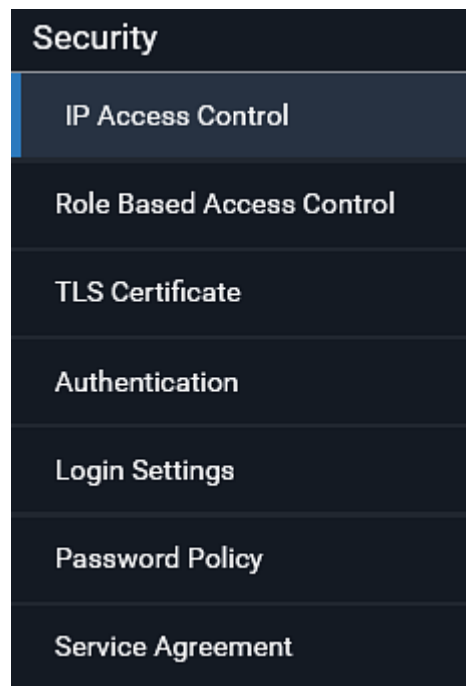 Security
IP Access Control
Role Based Access Control
TLS Certificate
Authentication
Login Settings
Password Policy
Service Agreement